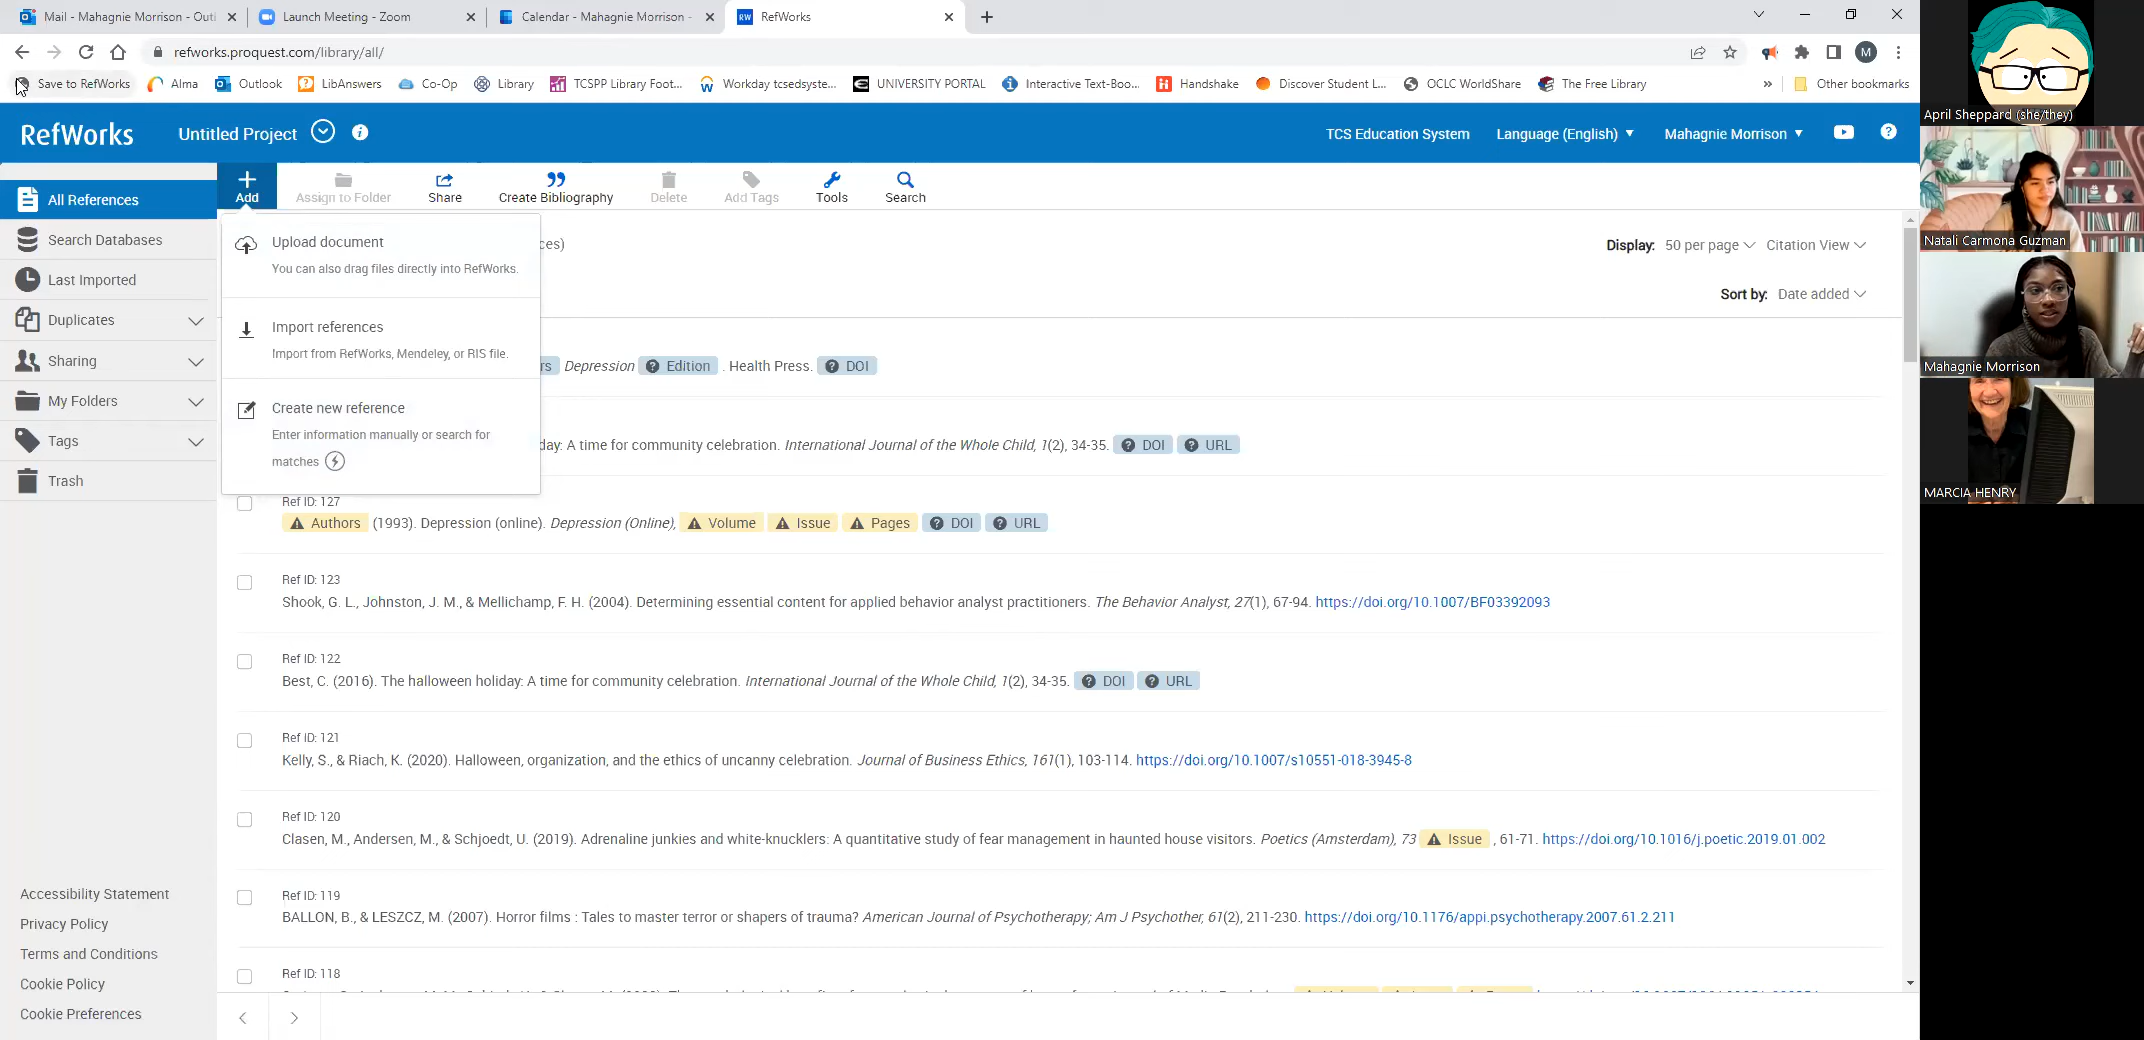 Mail - Mahagnie Morrison - Outl
Launch Meeting - Zoom
Calendar - Mahagnie Morrison -
RW RefWorks
refworks.proquest.com/library/all/
M
Save to RefWorks
Alma
Outlook
LibAnswers
Co-Op
Library
TCSPP Library Foot...
Workday tcsedsyste...
UNIVERSITY PORTAL
Interactive Text-Boo...
Handshake
Discover Student L...
OCLC WorldShare
The Free Library
Other bookmarks
RefWorks
Untitled Project
TCS Education System
Language (English)
Mahagnie Morrison
All References
Search Databases
Last Imported
Duplicates
Sharing
My Folders
Tags
Trash
Add
Assign to Folder
Share
Create Bibliography
Delete
Add Tags
Tools
Search
Upload document
You can also drag files directly into RefWorks.
Import references
Import from RefWorks, Mendeley, or RIS file.
Create new reference
Enter information manually or search for
matches
ces)
Display: 50 per page Citation View
Sort by: Date added
rs Depression Edition . Health Press. DOI
day: A time for community celebration. International Journal of the Whole Child, 1(2), 34-35. DOI URL
Ref ID: 127
Authors (1993). Depression (online). Depression (Online), Volume Issue Pages DOI URL
Ref ID: 123
Shook, G. L., Johnston, J. M., & Mellichamp, F. H. (2004). Determining essential content for applied behavior analyst practitioners. The Behavior Analyst, 27(1), 67-94. https://doi.org/10.1007/BF03392093
Ref ID: 122
Best, C. (2016). The halloween holiday: A time for community celebration. International Journal of the Whole Child, 1(2), 34-35. DOI URL
Ref ID: 121
Kelly, S., & Riach, K. (2020). Halloween, organization, and the ethics of uncanny celebration. Journal of Business Ethics, 161(1), 103-114. https://doi.org/10.1007/s10551-018-3945-8
Ref ID: 120
Clasen, M., Andersen, M., & Schjoedt, U. (2019). Adrenaline junkies and white-knucklers: A quantitative study of fear management in haunted house visitors. Poetics (Amsterdam), 73 Issue , 61-71. https://doi.org/10.1016/j.poetic.2019.01.002
Ref ID: 119
BALLON, B., & LESZCZ, M. (2007). Horror films : Tales to master terror or shapers of trauma? American Journal of Psychotherapy; Am J Psychother, 61(2), 211-230. https://doi.org/10.1176/appi.psychotherapy.2007.61.2.211
Ref ID: 118
Accessibility Statement
Privacy Policy
Terms and Conditions
Cookie Policy
Cookie Preferences
April Sheppard (she/they)
Natali Carmona Guzman
Mahagnie Morrison
MARCIA HENRY